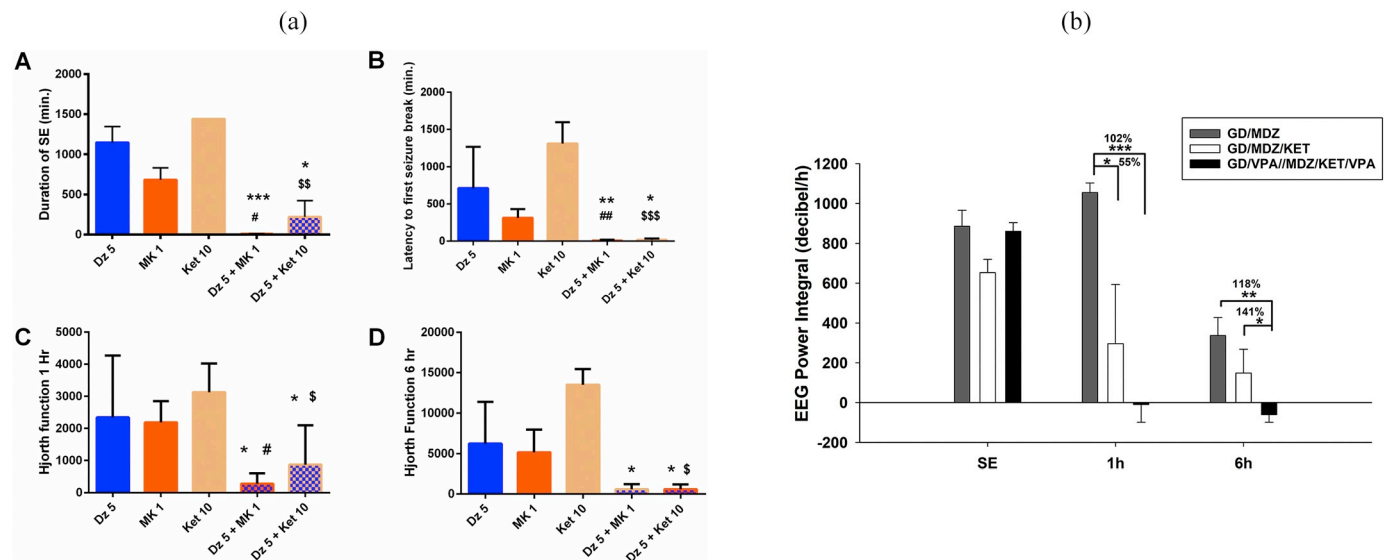 (a)
(b)
A
Duration of SE (min.)
2000
1500
1000
500
0
***
#
*
$$
Dz 5
MK 1
Ket 10
Dz 5 + MK 1
Dz 5 + Ket 10
B
Latency to first seizure break (min.)
2000
1500
1000
500
0
**
##
*
$$$
Dz 5
MK 1
Ket 10
Dz 5 + MK 1
Dz 5 + Ket 10
C
Hjorth function 1 Hr
5000
4000
3000
2000
1000
0
* #
* $
Dz 5
MK 1
Ket 10
Dz 5 + MK 1
Dz 5 + Ket 10
D
Hjorth Function 6 hr
20000
15000
10000
5000
0
*
* $
Dz 5
MK 1
Ket 10
Dz 5 + MK 1
Dz 5 + Ket 10
GD/MDZ
GD/MDZ/KET
GD/VPA//MDZ/KET/VPA
EEG Power Integral (decibel/h)
1200
1000
800
600
400
200
0
-200
102%
***
* 55%
118%
**
141%
*
SE
1h
6h